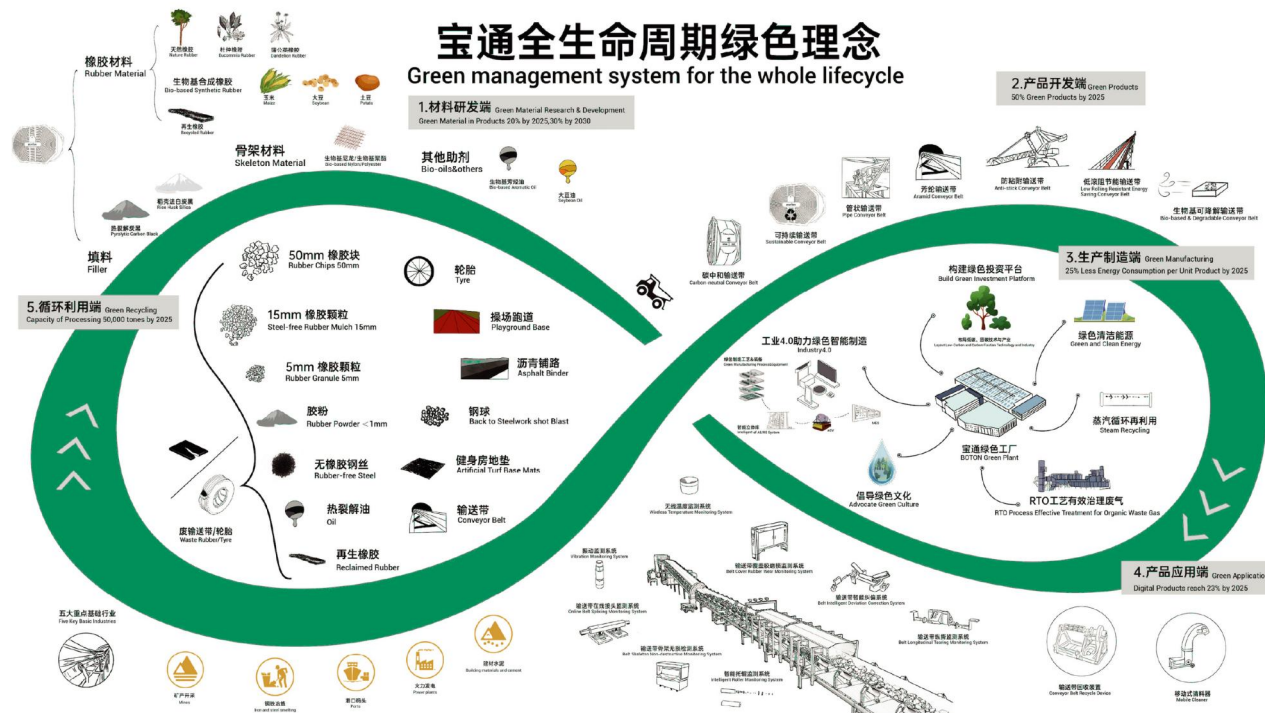 宝通全生命周期绿色理念
Green management system for the whole lifecycle
橡胶材料
Rubber Material
天然橡胶
Nature Rubber
杜仲橡胶
Eucommia Rubber
蒲公英橡胶
Dandelion Rubber
生物基合成橡胶
Bio-based Synthetic Rubber
玉米
Maize
大豆
Soybean
土豆
Potato
再生橡胶
Recycled Rubber
骨架材料
Skeleton Material
生物基尼龙/生物基聚酯
Bio-based Nylon/Polyester
其他助剂
Bio-oils&others
生物基芳烃油
Bio-based Aromatic Oil
大豆油
Soybean Oil
稻壳法白炭黑
Rice Husk Silica
热裂解炭黑
Pyrolytic Carbon Black
填料
Filler
1.材料研发端 Green Material Research & Development
Green Material in Products 20% by 2025,30% by 2030
2.产品开发端 Green Products
50% Green Products by 2025
碳中和输送带
Carbon-neutral Conveyor Belt
可持续输送带
Sustainable Conveyor Belt
管状输送带
Pipe Conveyor Belt
芳纶输送带
Aramid Conveyor Belt
防粘附输送带
Anti-stick Conveyor Belt
低滚阻节能输送带
Low Rolling Resistant Energy
Saving Conveyor Belt
生物基可降解输送带
Bio-based & Degradable Conveyor Belt
3.生产制造端 Green Manufacturing
25% Less Energy Consumption per Unit Product by 2025
构建绿色投资平台
Build Green Investment Platform
绿色清洁能源
Green and Clean Energy
工业4.0助力绿色智能制造
Industry4.0
蒸汽循环再利用
Steam Recycling
宝通绿色工厂
BOTON Green Plant
倡导绿色文化
Advocate Green Culture
RTO工艺有效治理废气
RTO Process Effective Treatment for Organic Waste Gas
4.产品应用端 Green Applicatio
Digital Products reach 23% by 2025
无线温度监测系统
Wireless Temperature Monitoring System
振动监测系统
Vibration Monitoring System
输送带覆盖胶磨损监测系统
Belt Cover Rubber Wear Monitoring System
输送带在线接头监测系统
Online Belt Splicing Monitoring System
输送带智能纠偏系统
Belt Intelligent Deviation Correction System
输送带纵撕监测系统
Belt Longitudinal Tearing Monitoring System
输送带骨架无损检测系统
Belt Skeleton Non-destructive Monitoring System
智能托辊监测系统
Intelligent Roller Monitoring System
输送带回收装置
Conveyor Belt Recycle Device
移动式清料器
Mobile Cleaner
5.循环利用端 Green Recycling
Capacity of Processing 50,000 tones by 2025
50mm 橡胶块
Rubber Chips 50mm
轮胎
Tyre
15mm 橡胶颗粒
Steel-free Rubber Mulch 15mm
操场跑道
Playground Base
5mm 橡胶颗粒
Rubber Granule 5mm
沥青铺路
Asphalt Binder
胶粉
Rubber Powder <1mm
钢球
Back to Steelwork shot Blast
无橡胶钢丝
Rubber-free Steel
健身房地垫
Artificial Turf Base Mats
热裂解油
Oil
输送带
Conveyor Belt
再生橡胶
Reclaimed Rubber
废输送带/轮胎
Waste Rubber/Tyre
五大重点基础行业
Five Key Basic Industries
矿产开采
Mines
钢铁冶炼
Iron and steel smelting
港口码头
Ports
火力发电
Power plants
建材水泥
Building materials and cement